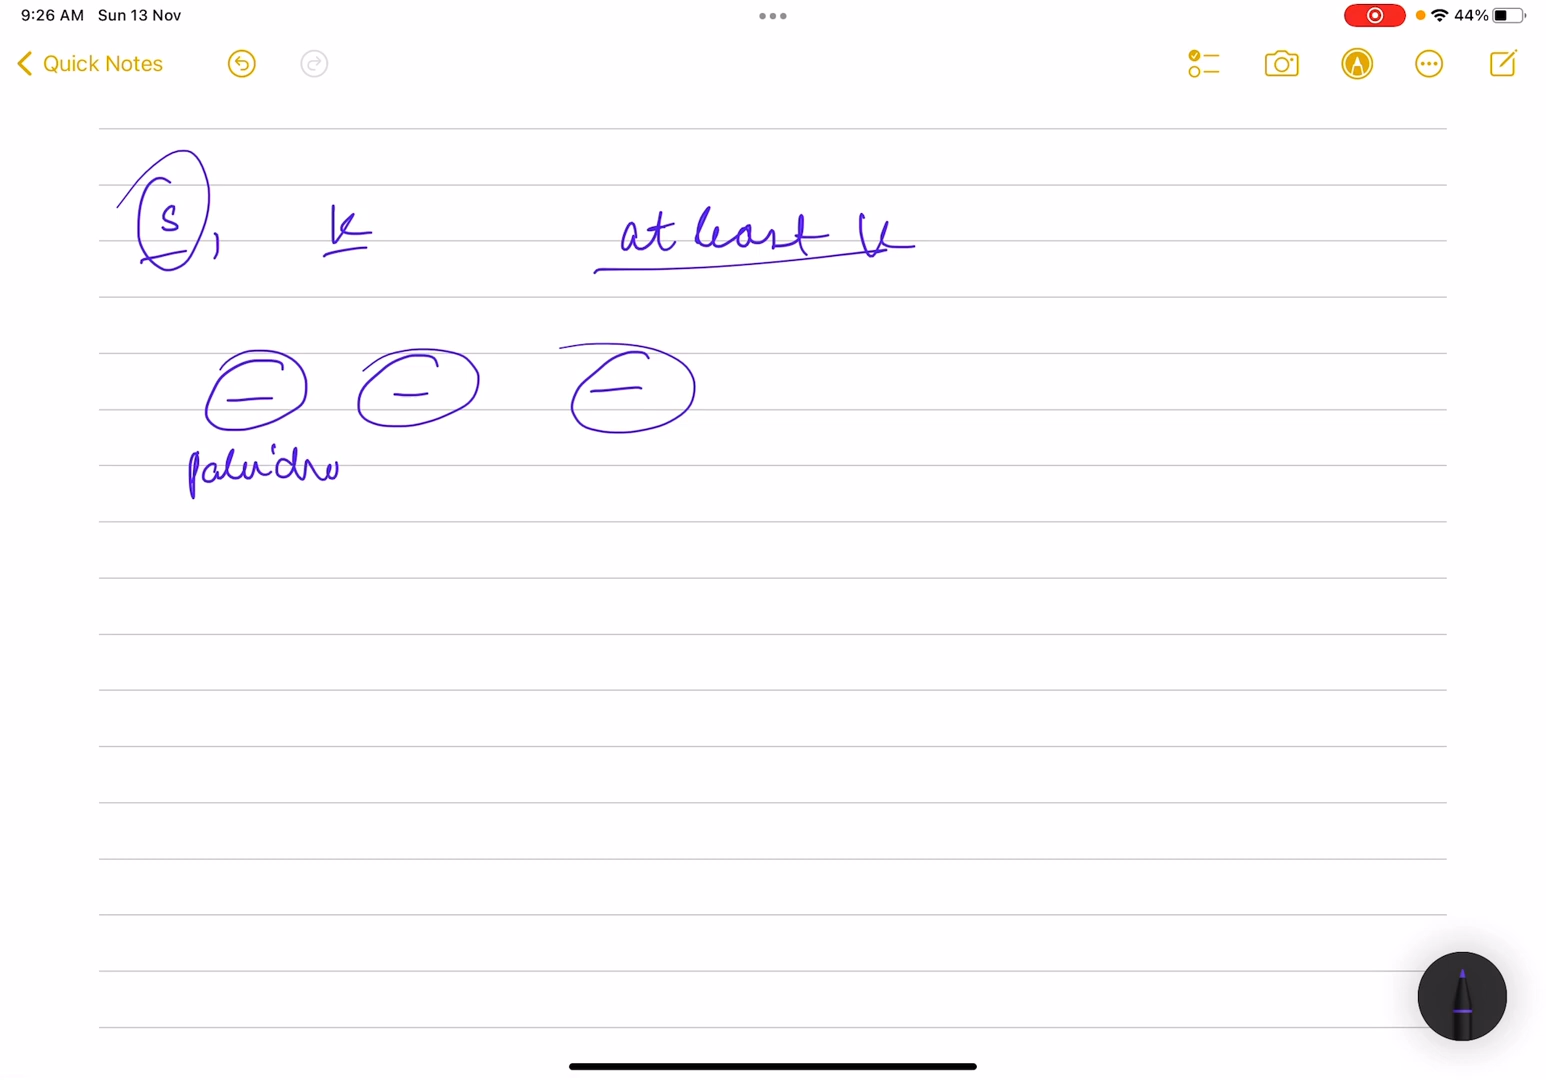 9:26 AM Sun 13 Nov
44%
Quick Notes
s, k at least k
palindro